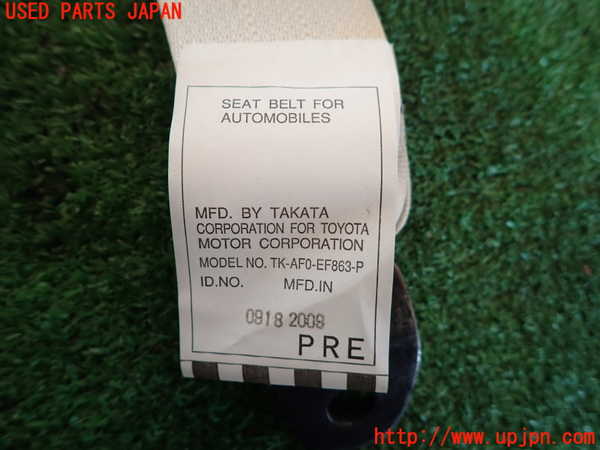 USED PARTS JAPAN
SEAT BELT FOR
AUTOMOBILES
MFD. BY TAKATA
CORPORATION FOR TOYOTA
MOTOR CORPORATION
MODEL NO. TK-AF0-EF863-P
ID.NO. MFD.IN
0918 2009
PRE
http://www.upjpn.com/